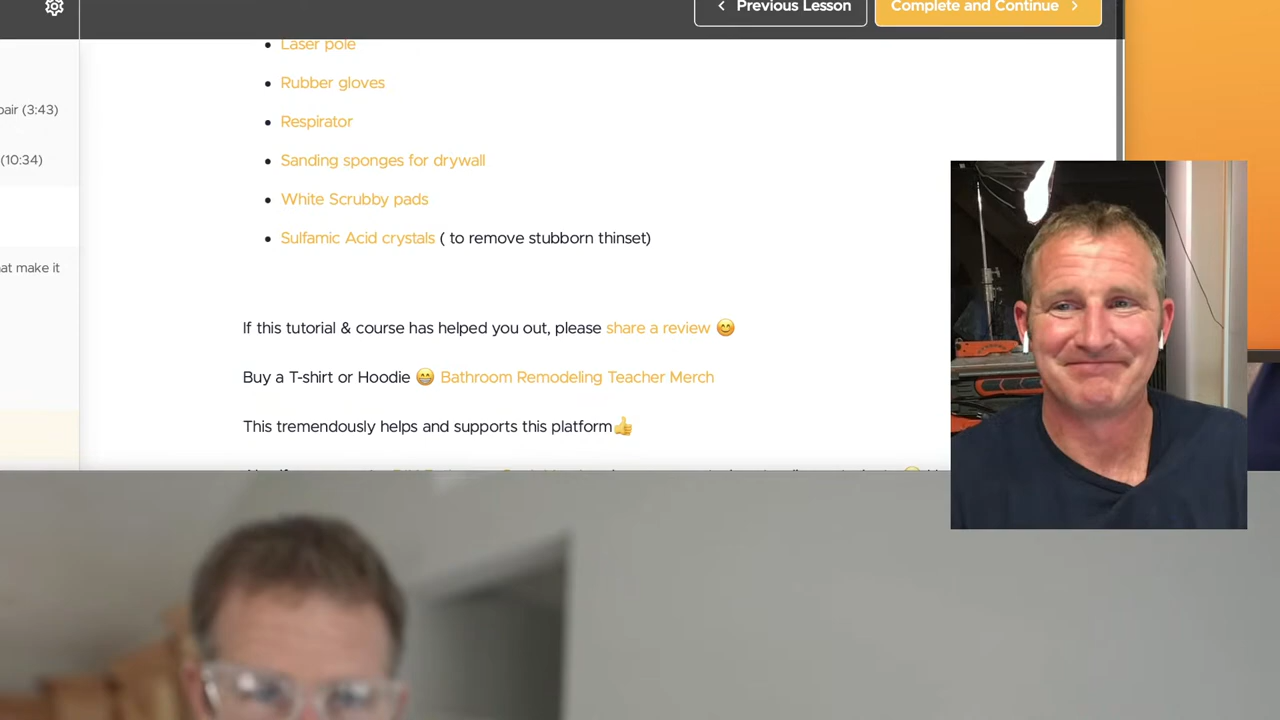 Previous Lesson
Complete and Continue
Laser pole
Rubber gloves
pair (3:43)
Respirator
(10:34)
Sanding sponges for drywall
White Scrubby pads
Sulfamic Acid crystals ( to remove stubborn thinset)
at make it
If this tutorial & course has helped you out, please share a review 😊
Buy a T-shirt or Hoodie 😁 Bathroom Remodeling Teacher Merch
This tremendously helps and supports this platform👍